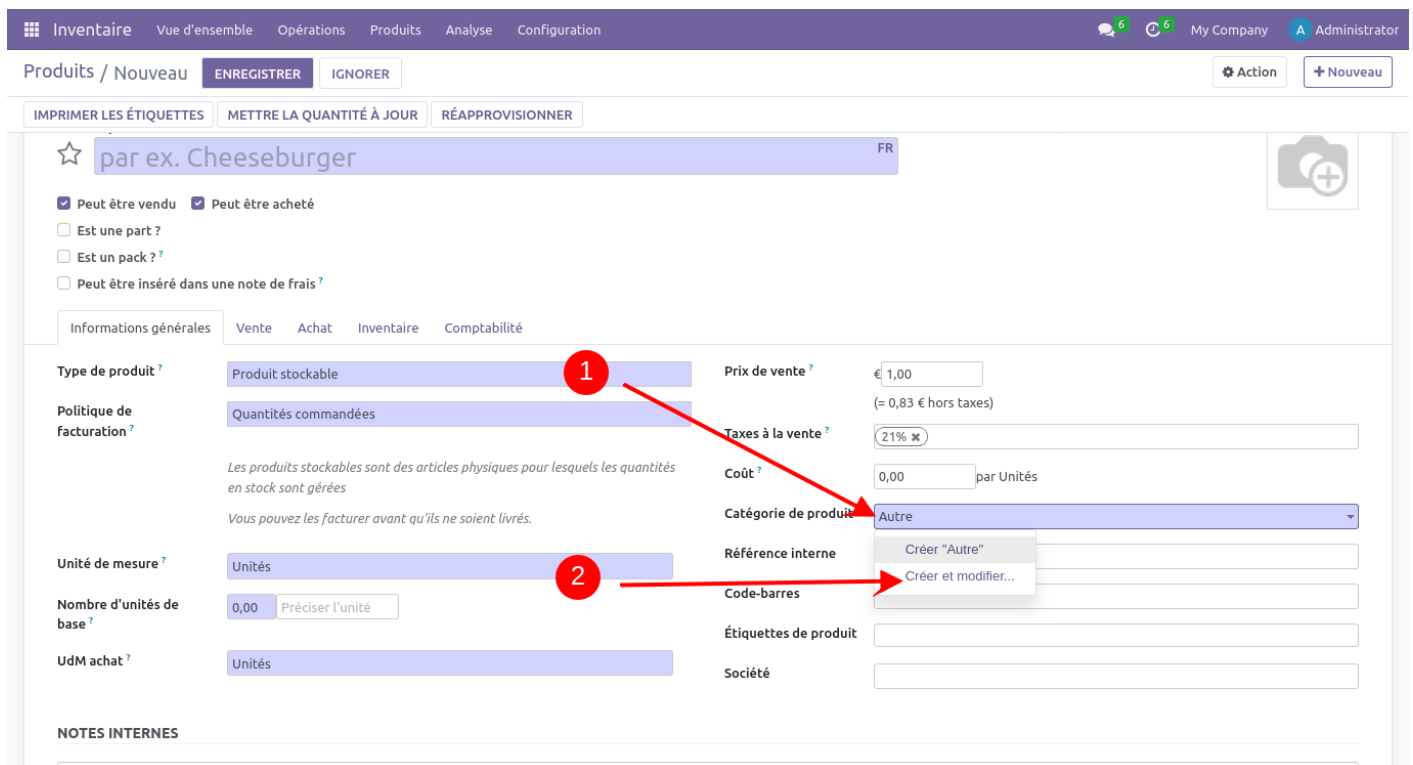 Inventaire Vue d'ensemble Opérations Produits Analyse Configuration 6 6 My Company A Administrator
Produits / Nouveau ENREGISTRER IGNORER Action + Nouveau
IMPRIMER LES ÉTIQUETTES METTRE LA QUANTITÉ À JOUR RÉAPPROVISIONNER
par ex. Cheeseburger FR
Peut être vendu Peut être acheté
Est une part ?
Est un pack ? ?
Peut être inséré dans une note de frais ?
Informations générales Vente Achat Inventaire Comptabilité
Type de produit ? Produit stockable 1 Prix de vente ? € 1,00
(= 0,83 € hors taxes)
Politique de
facturation ? Quantités commandées
Taxes à la vente ? 21% ×
Les produits stockables sont des articles physiques pour lesquels les quantités
en stock sont gérées
Coût ? 0,00 par Unités
Vous pouvez les facturer avant qu'ils ne soient livrés.
Catégorie de produit Autre
Créer "Autre"
Créer et modifier...
Référence interne
Unité de mesure ? Unités 2
Code-barres
Nombre d'unités de
base ? 0,00 Préciser l'unité
Étiquettes de produit
UdM achat ? Unités
Société
NOTES INTERNES